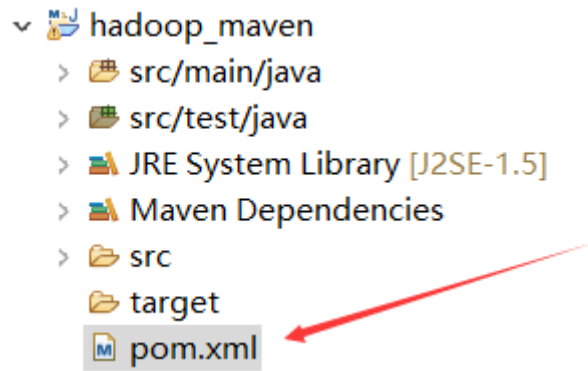 hadoop_maven
src/main/java
src/test/java
JRE System Library [J2SE-1.5]
Maven Dependencies
src
target
pom.xml